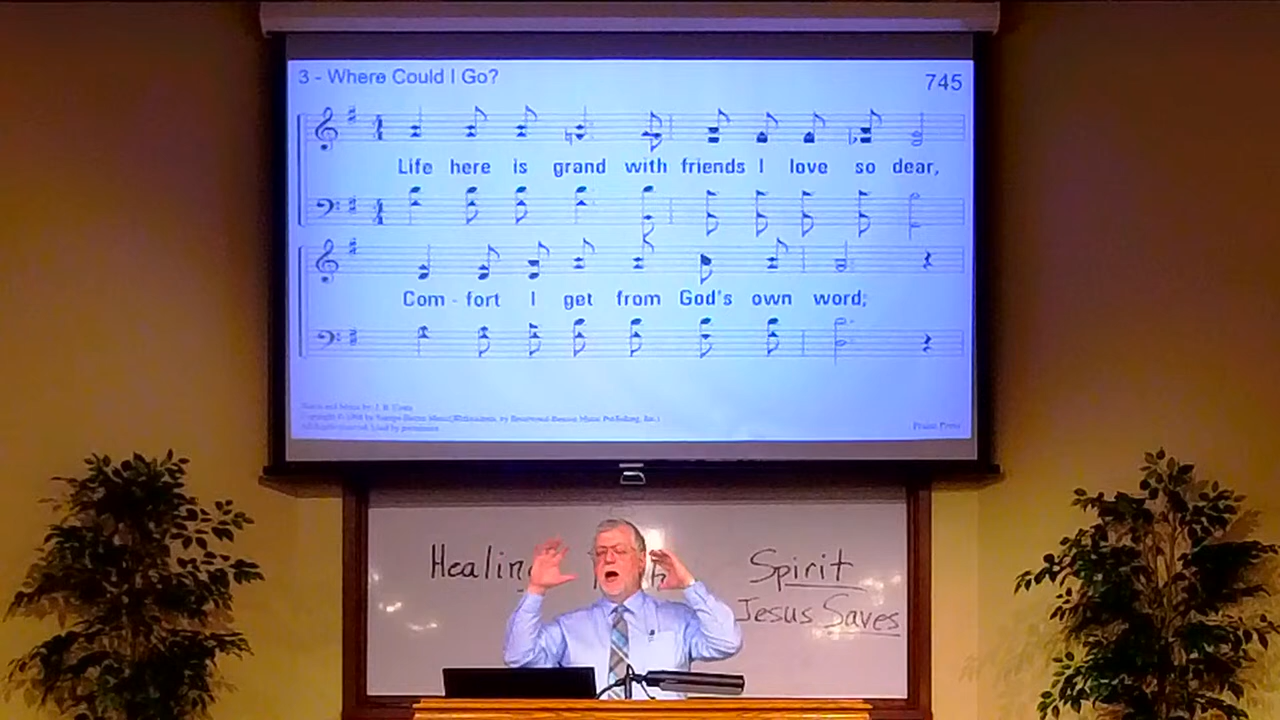 3 - Where Could I Go?
745
Life here is grand with friends I love so dear,
Com - fort I get from God's own word;
Praise Press
Healing
Spirit
Jesus Saves